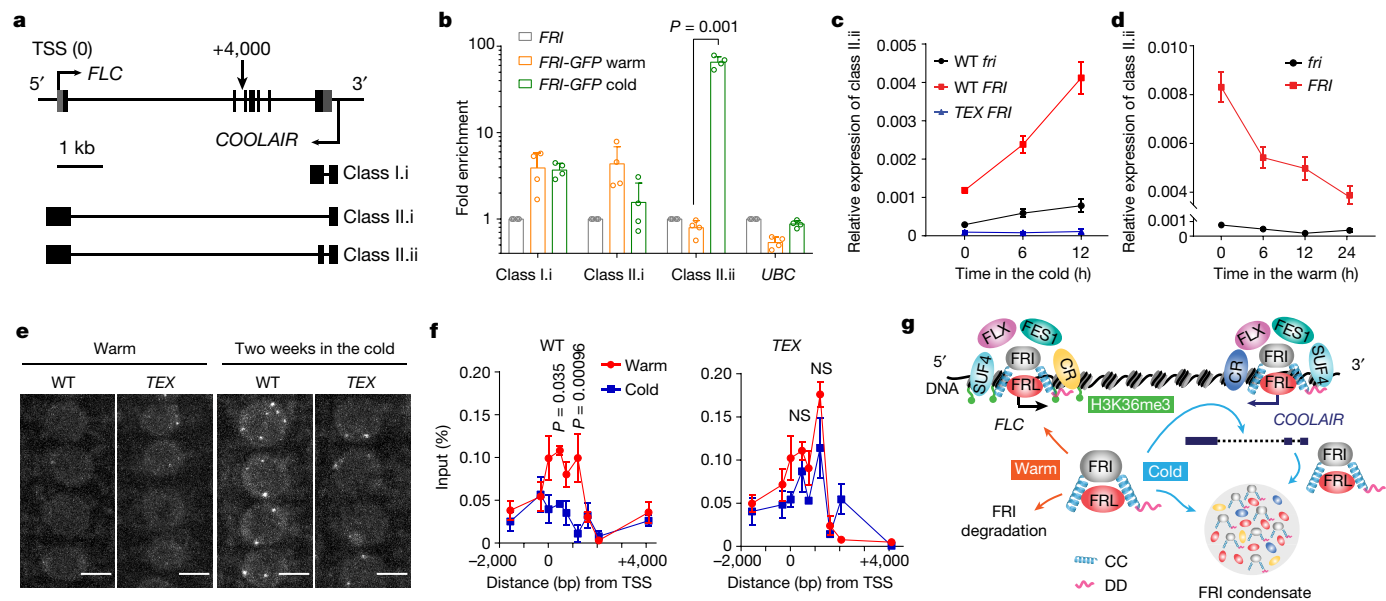 a
TSS (0)
+4,000
FLC
5′
3′
COOLAIR
1 kb
Class I.i
Class II.i
Class II.ii
b
P = 0.001
FRI
FRI-GFP warm
FRI-GFP cold
Fold enrichment
100
10
1
Class I.i
Class II.i
Class II.ii
UBC
c
Relative expression of class II.ii
0.005
0.004
0.003
0.002
0.001
0
WT fri
WT FRI
TEX FRI
0
6
12
Time in the cold (h)
d
Relative expression of class II.ii
0.010
0.008
0.006
0.004
0.001
0
fri
FRI
0
6
12
24
Time in the warm (h)
e
Warm
Two weeks in the cold
WT
TEX
WT
TEX
f
WT
P = 0.035
P = 0.00096
Warm
Cold
Input (%)
0.20
0.15
0.10
0.05
0
−2,000
0
+4,000
Distance (bp) from TSS
TEX
NS
NS
0.20
0.15
0.10
0.05
0
−2,000
0
+4,000
Distance (bp) from TSS
g
FLX
FES1
FLX
FES1
5′
SUF4
FRI
CR
CR
FRI
SUF4
3′
DNA
FRL
FRL
H3K36me3
FLC
COOLAIR
Warm
FRI
Cold
FRI
FRL
FRL
FRI
degradation
CC
DD
FRI condensate